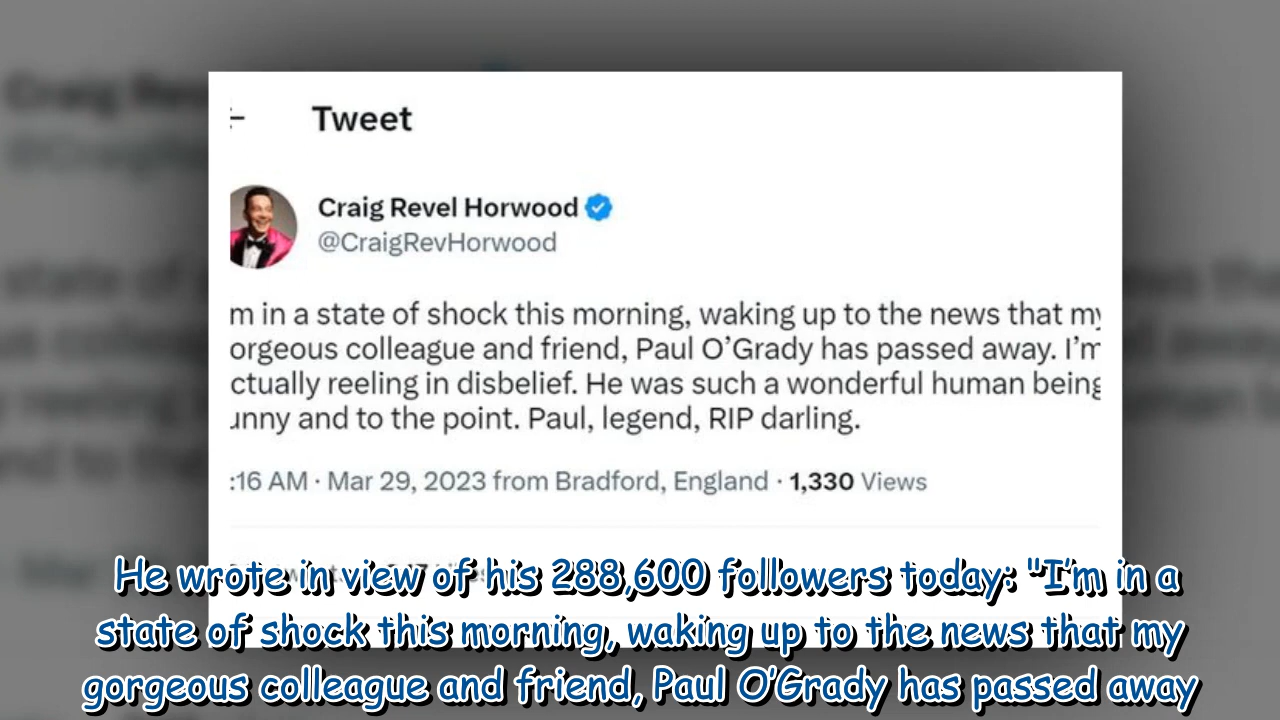 Tweet
Craig Revel Horwood
@CraigRevHorwood
m in a state of shock this morning, waking up to the news that my
orgeous colleague and friend, Paul O’Grady has passed away. I’m
ctually reeling in disbelief. He was such a wonderful human being
unny and to the point. Paul, legend, RIP darling.
:16 AM · Mar 29, 2023 from Bradford, England · 1,330 Views
He wrote in view of his 288,600 followers today: "I'm in a
state of shock this morning, waking up to the news that my
gorgeous colleague and friend, Paul O'Grady has passed away